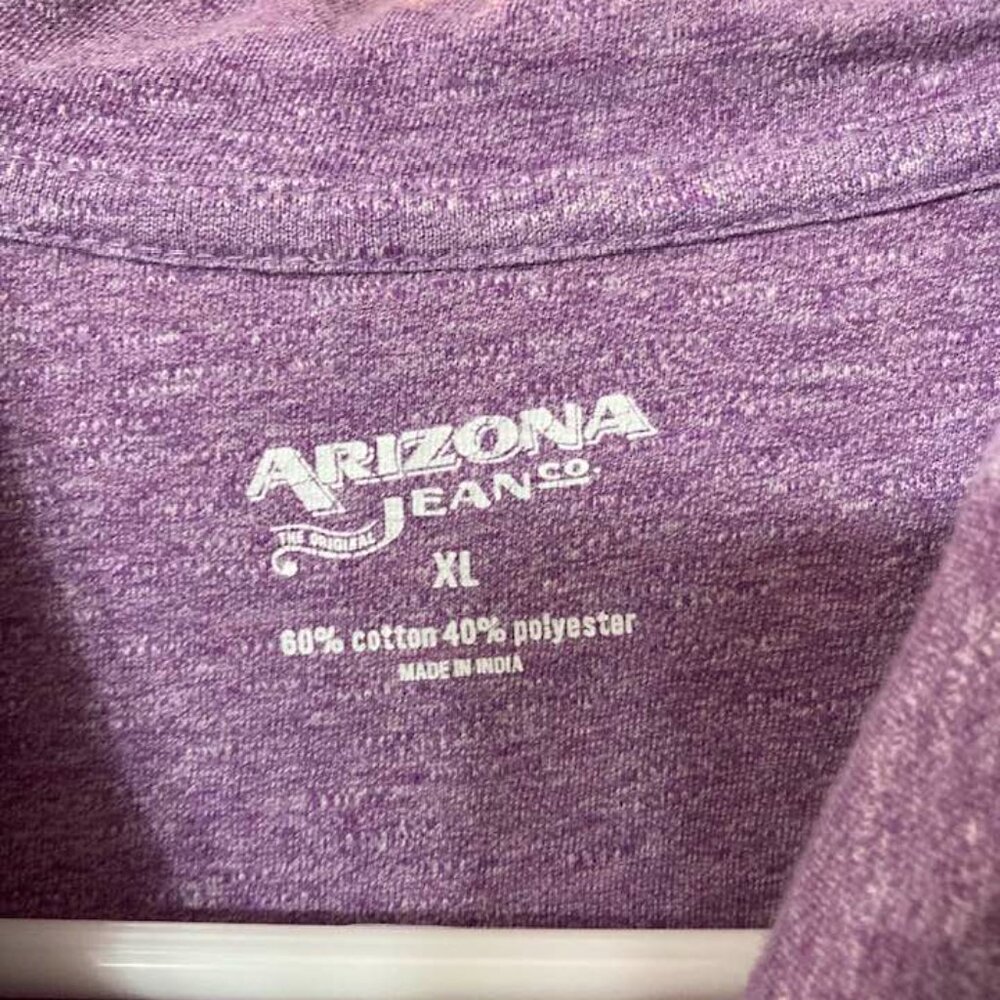 ARIZONA
JEAN CO.
THE ORIGINAL
XL
60% cotton 40% polyester
MADE IN INDIA